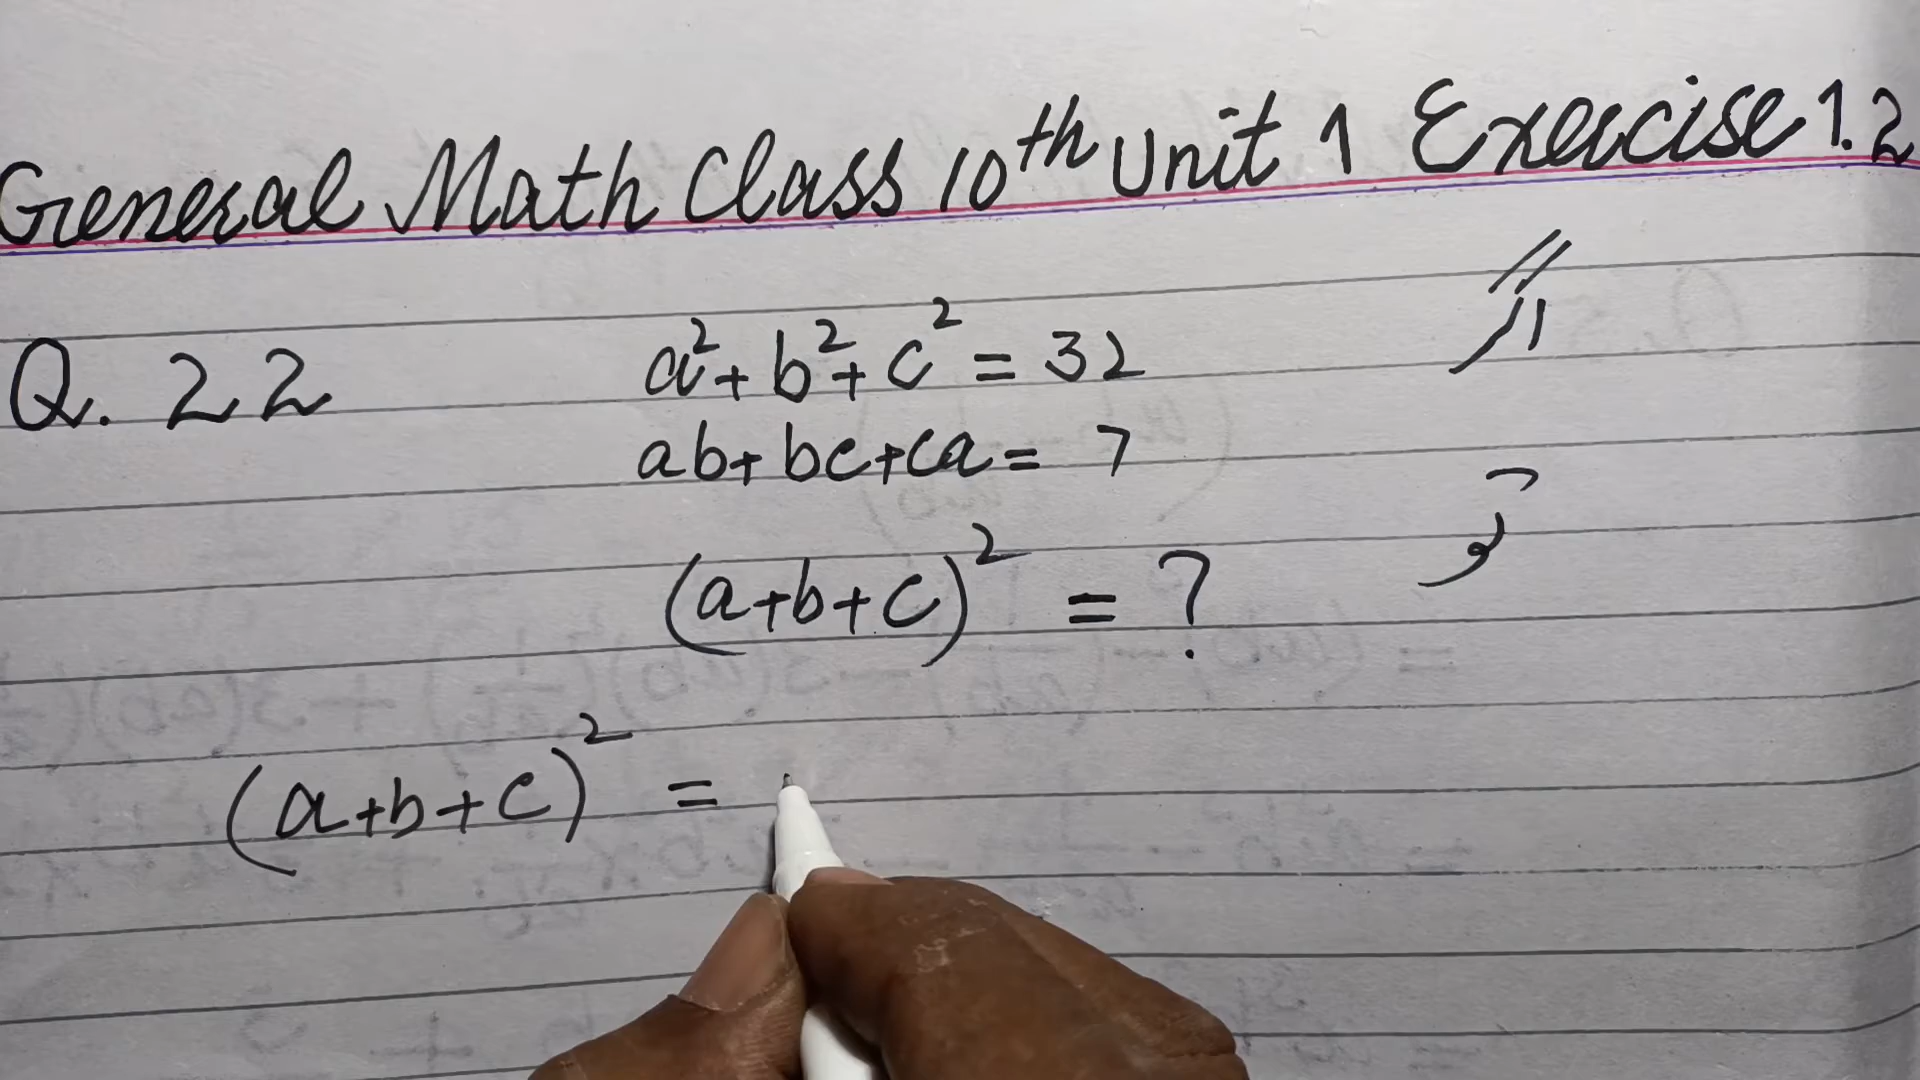 General Math Class 10th Unit 1 Exercise 1.2
Q. 22
a²+b²+c² = 32
ab+bc+ca = 7
(a+b+c)² = ?
(a+b+c)² =